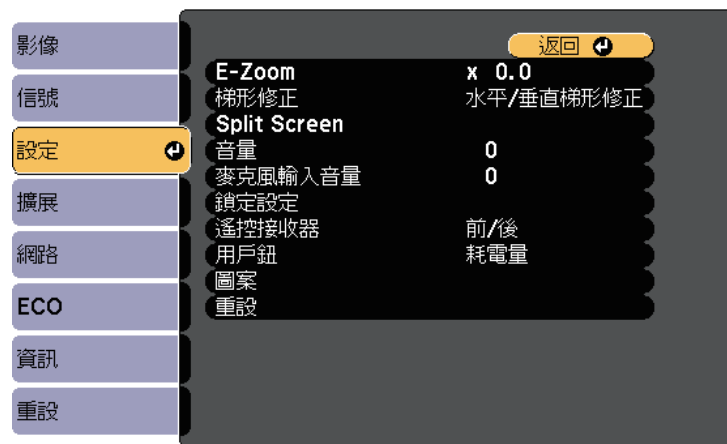 影像
信號
設定
擴展
網路
ECO
資訊
重設
返回
E-Zoom x 0.0
梯形修正 水平/垂直梯形修正
Split Screen
音量 0
麥克風輸入音量 0
鎖定設定
遙控接收器 前/後
用戶鈕 耗電量
圖案
重設